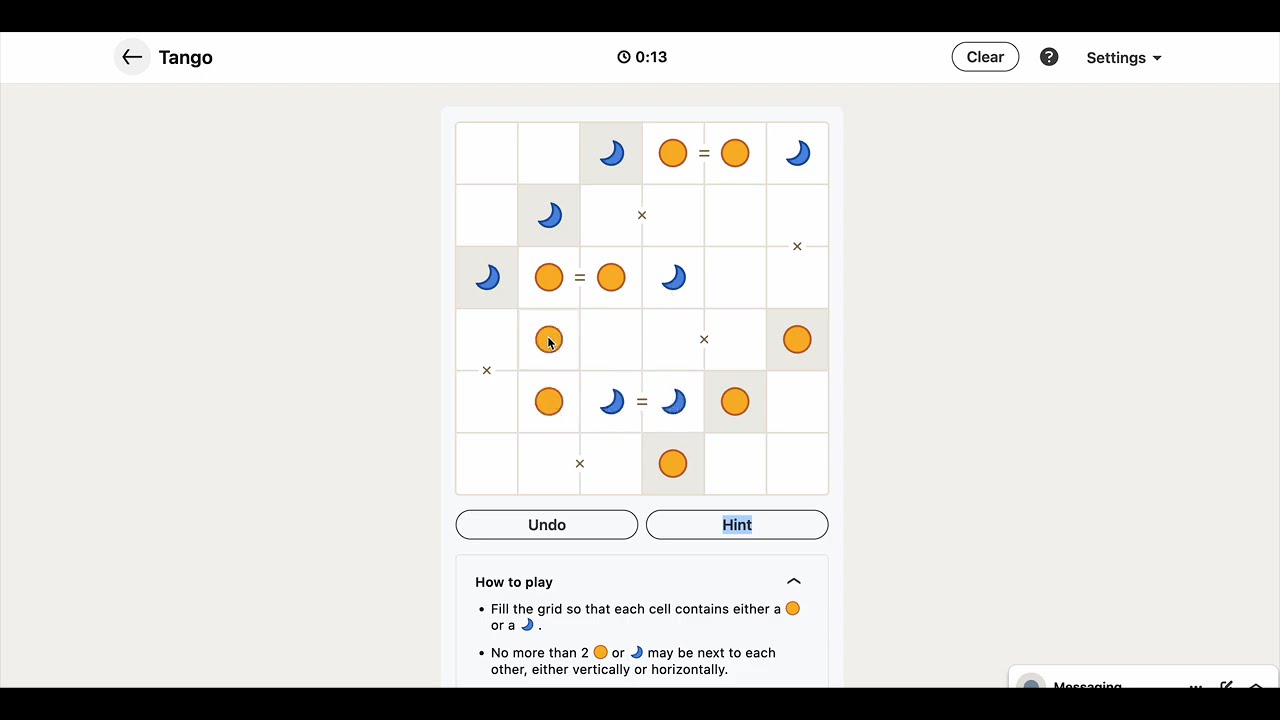 Tango
0:13
Clear
?
Settings
=
×
×
=
×
×
=
×
Undo
Hint
How to play
• Fill the grid so that each cell contains either a
or a .
• No more than 2 or may be next to each
other, either vertically or horizontally.
Messaging